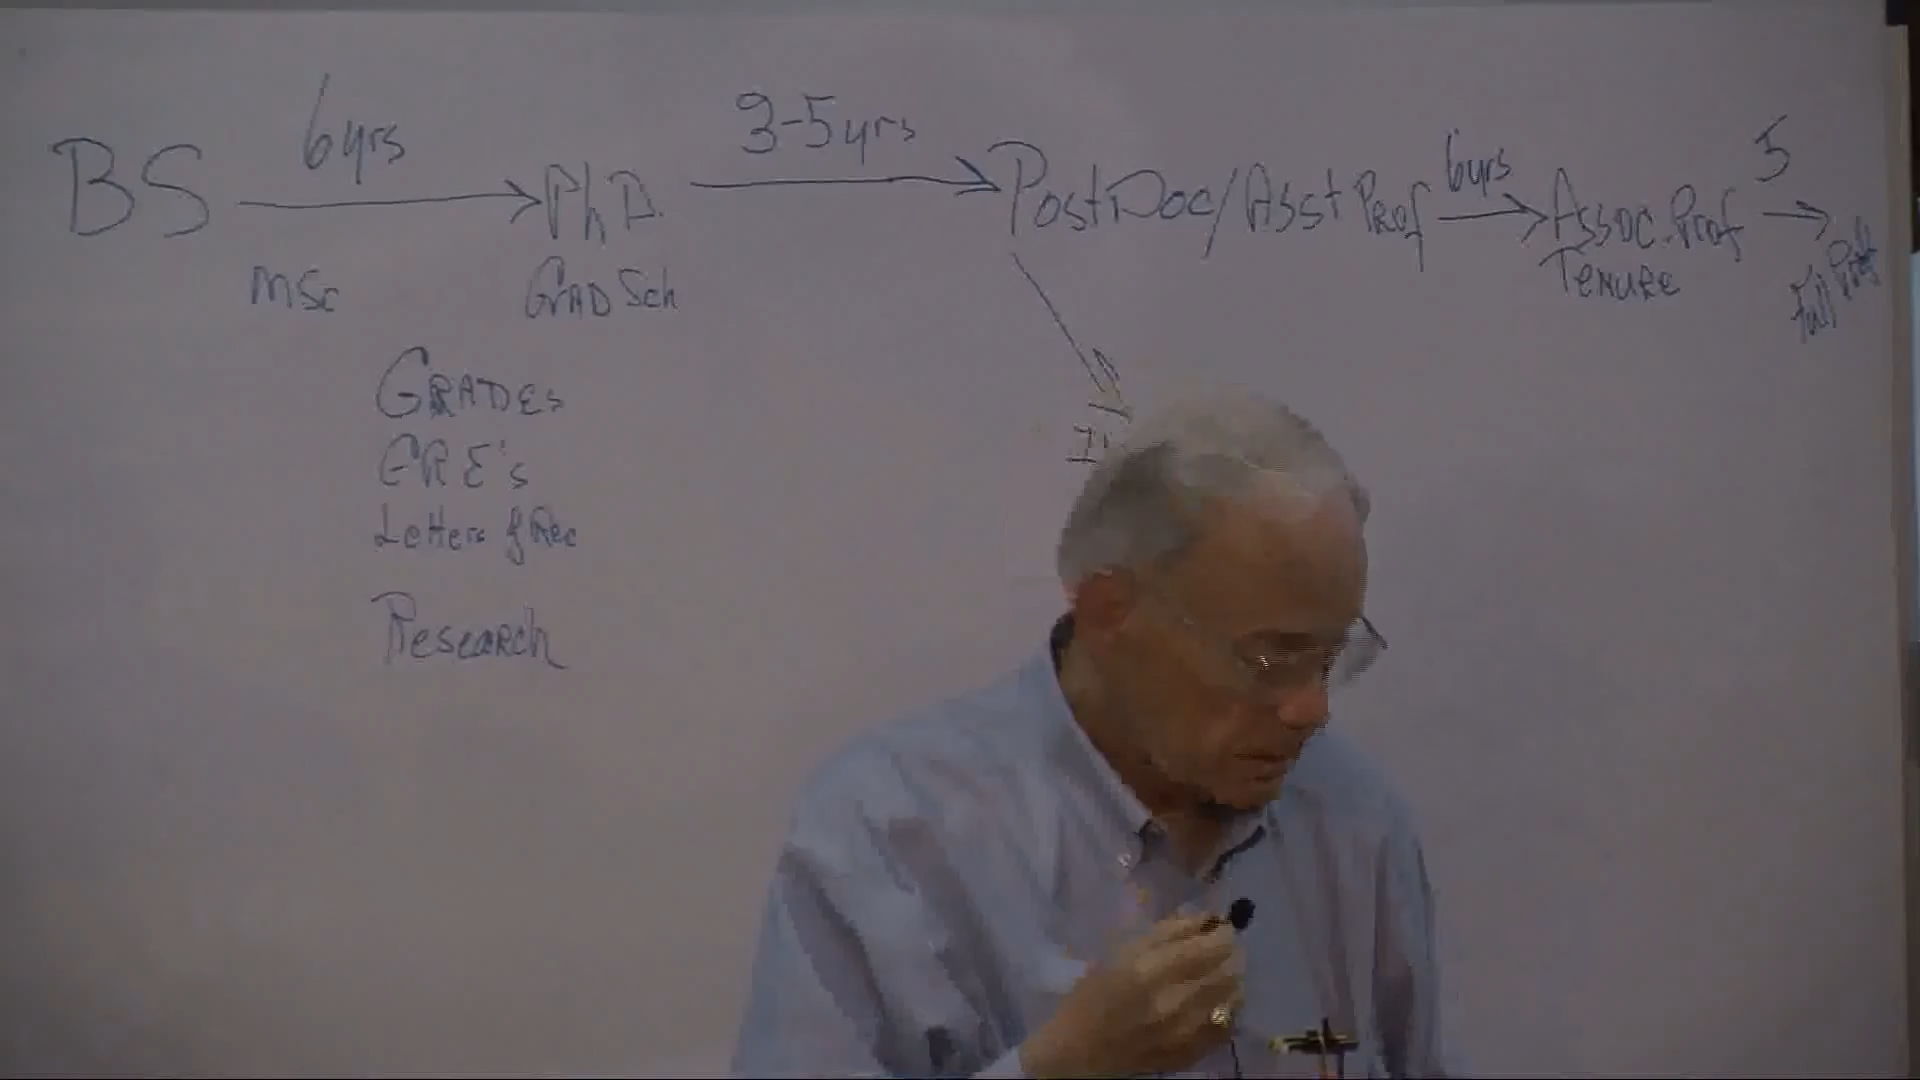 6yrs 3-5yrs 6yrs 5
BS PhD. PostDoc/Asst Prof Assoc. Prof
MSc GRAD Sch TENURE Full Prof
GRADES
GRE's
Letters of Rec
Research